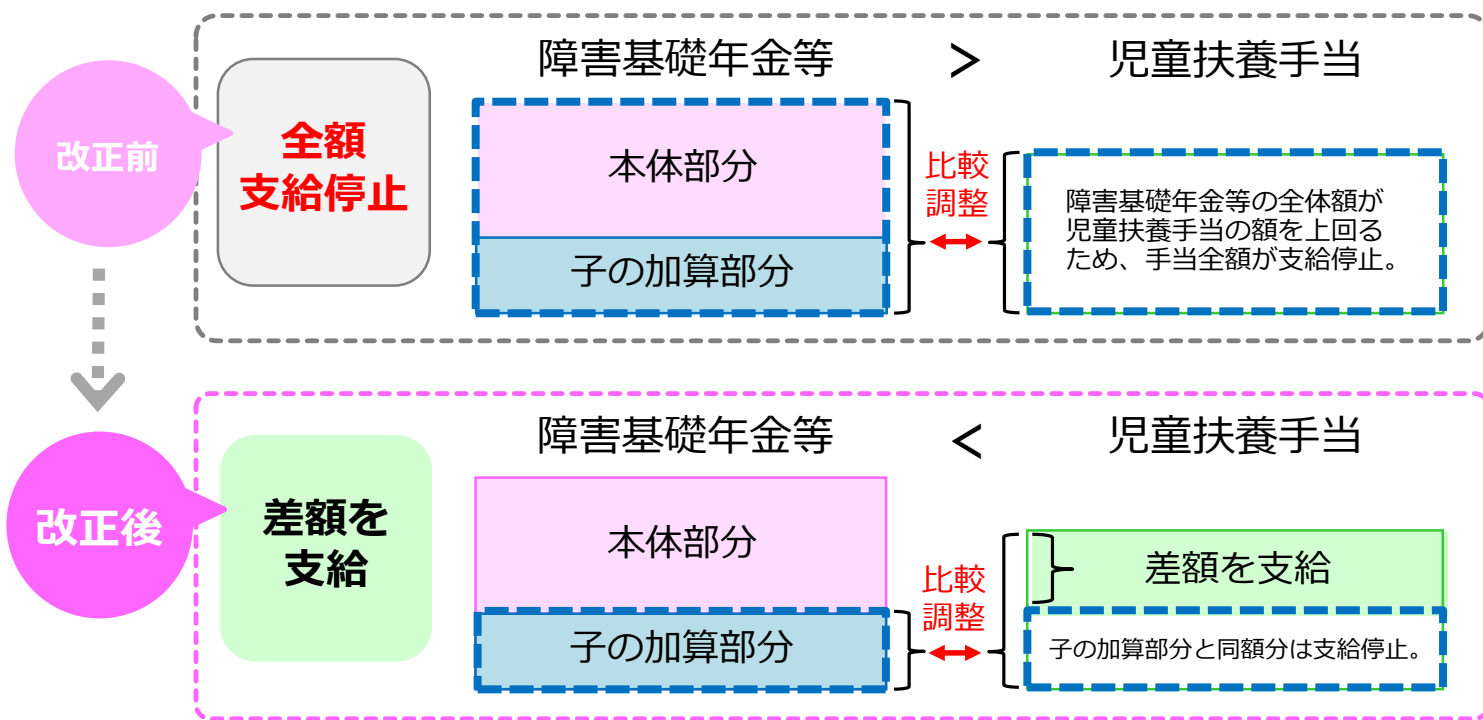 改正前
全額
支給停止
障害基礎年金等 > 児童扶養手当
本体部分
子の加算部分
比較
調整
障害基礎年金等の全体額が
児童扶養手当の額を上回る
ため、手当全額が支給停止。
改正後
差額を
支給
障害基礎年金等 < 児童扶養手当
本体部分
子の加算部分
比較
調整
差額を支給
子の加算部分と同額分は支給停止。